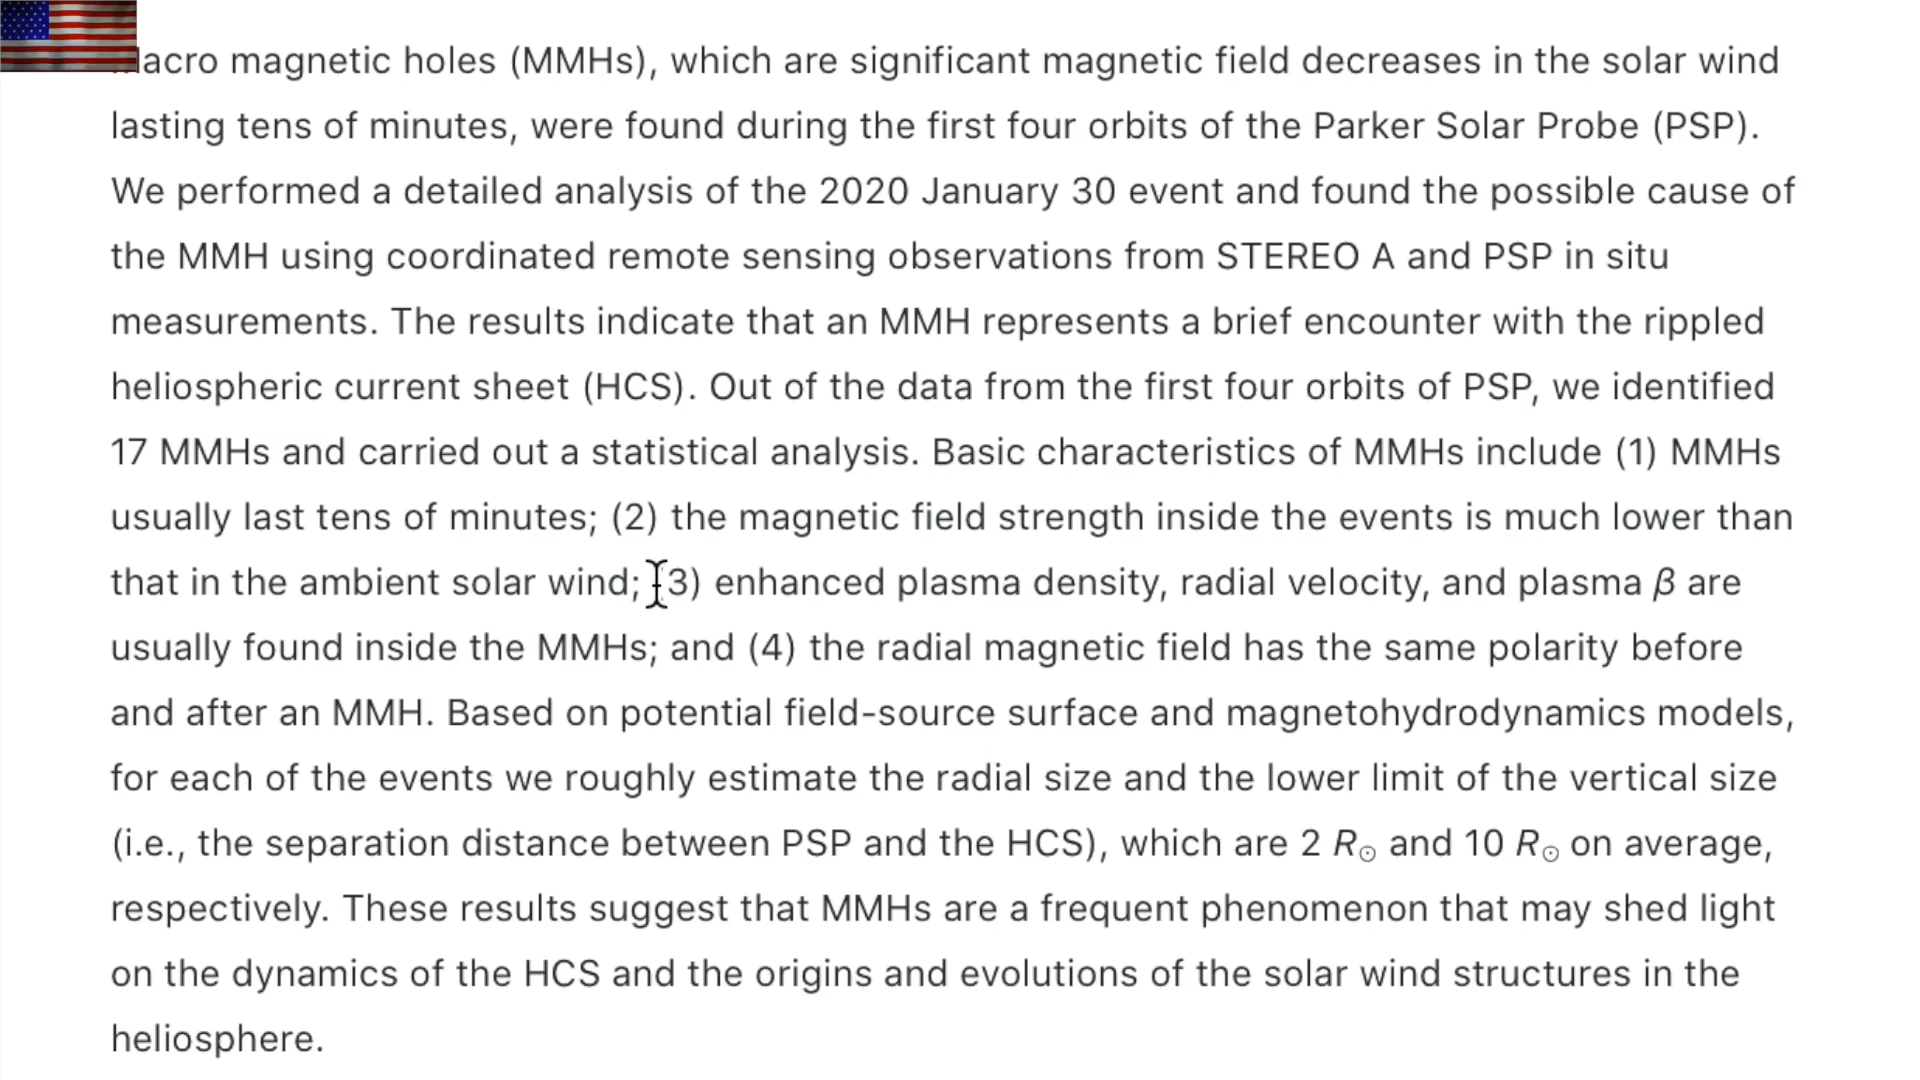 Macro magnetic holes (MMHs), which are significant magnetic field decreases in the solar wind
lasting tens of minutes, were found during the first four orbits of the Parker Solar Probe (PSP).
We performed a detailed analysis of the 2020 January 30 event and found the possible cause of
the MMH using coordinated remote sensing observations from STEREO A and PSP in situ
measurements. The results indicate that an MMH represents a brief encounter with the rippled
heliospheric current sheet (HCS). Out of the data from the first four orbits of PSP, we identified
17 MMHs and carried out a statistical analysis. Basic characteristics of MMHs include (1) MMHs
usually last tens of minutes; (2) the magnetic field strength inside the events is much lower than
that in the ambient solar wind; (3) enhanced plasma density, radial velocity, and plasma β are
usually found inside the MMHs; and (4) the radial magnetic field has the same polarity before
and after an MMH. Based on potential field-source surface and magnetohydrodynamics models,
for each of the events we roughly estimate the radial size and the lower limit of the vertical size
(i.e., the separation distance between PSP and the HCS), which are 2 R⊙ and 10 R⊙ on average,
respectively. These results suggest that MMHs are a frequent phenomenon that may shed light
on the dynamics of the HCS and the origins and evolutions of the solar wind structures in the
heliosphere.